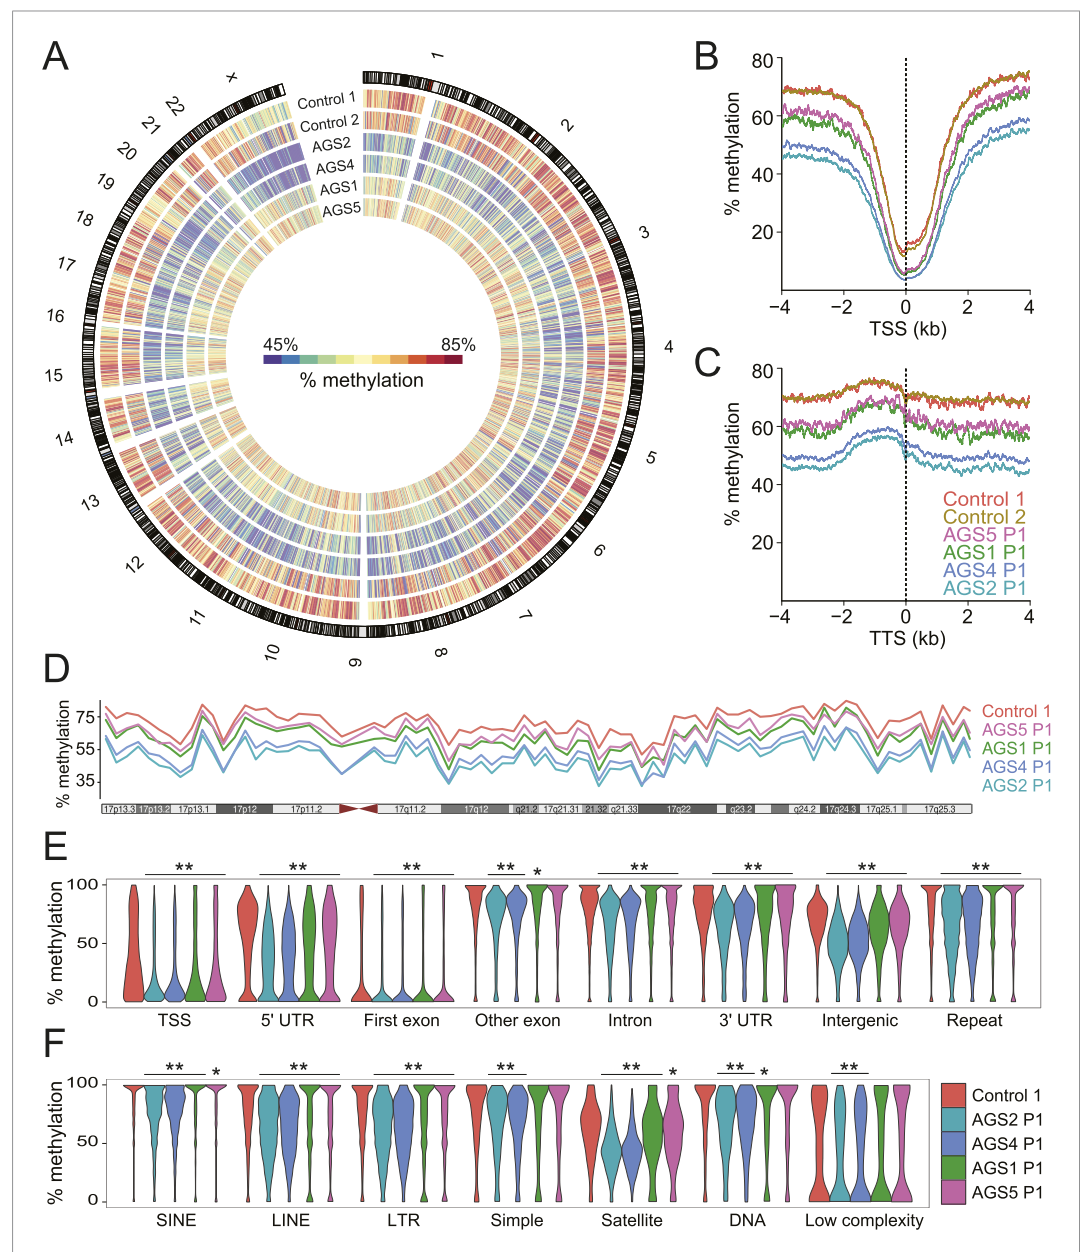 A
1
2
3
4
5
6
7
8
9
10
11
12
13
14
15
16
17
18
19
20
21
22
x
Control 1
Control 2
AGS2
AGS4
AGS1
AGS5
45% 85%
% methylation
B
% methylation
80
60
40
20
−4 −2 0 2 4
TSS (kb)
C
% methylation
80
60
40
20
Control 1
Control 2
AGS5 P1
AGS1 P1
AGS4 P1
AGS2 P1
−4 −2 0 2 4
TTS (kb)
D
% methylation
75
55
35
Control 1
AGS5 P1
AGS1 P1
AGS4 P1
AGS2 P1
17p13.3 17p13.2 17p13.1 17p12 17p11.2 17q11.2 17q12 q21.2 17q21.31 21.32 q21.33 17q22 q23.2 q24.2 17q24.3 17q25.1 17q25.3
E
** ** ** ** * ** ** ** **
% methylation
100
50
0
TSS 5' UTR First exon Other exon Intron 3' UTR Intergenic Repeat
F
** * ** ** ** ** * ** * **
% methylation
100
50
0
SINE LINE LTR Simple Satellite DNA Low complexity
Control 1
AGS2 P1
AGS4 P1
AGS1 P1
AGS5 P1